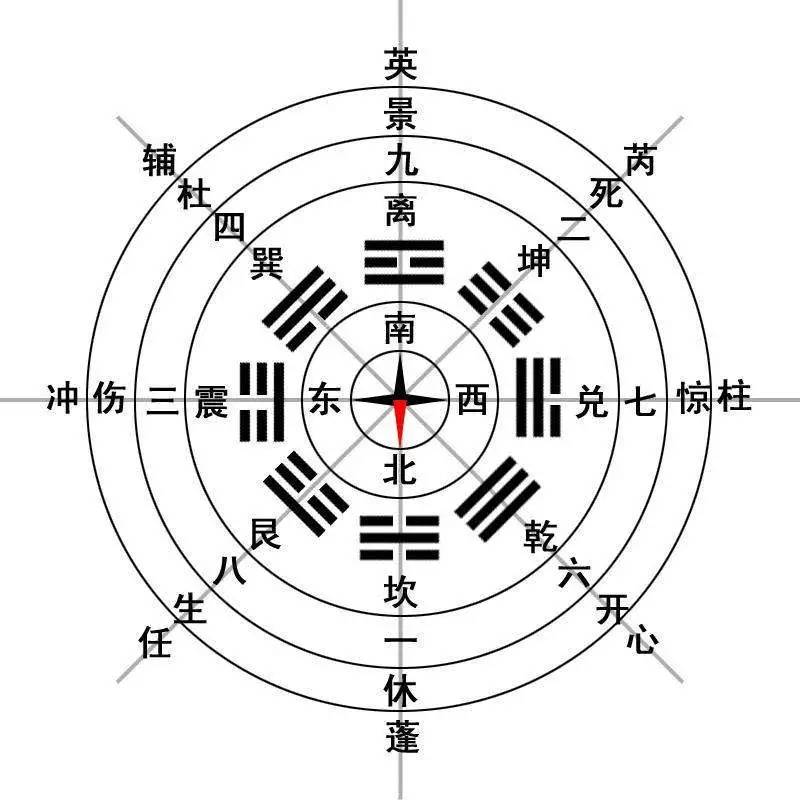 英
景
九
离
南
辅
杜
四
巽
芮
死
二
坤
冲 伤 三 震 东 西 兑 七 惊 柱
北
艮
八
生
任
乾
六
开
心
坎
一
休
蓬